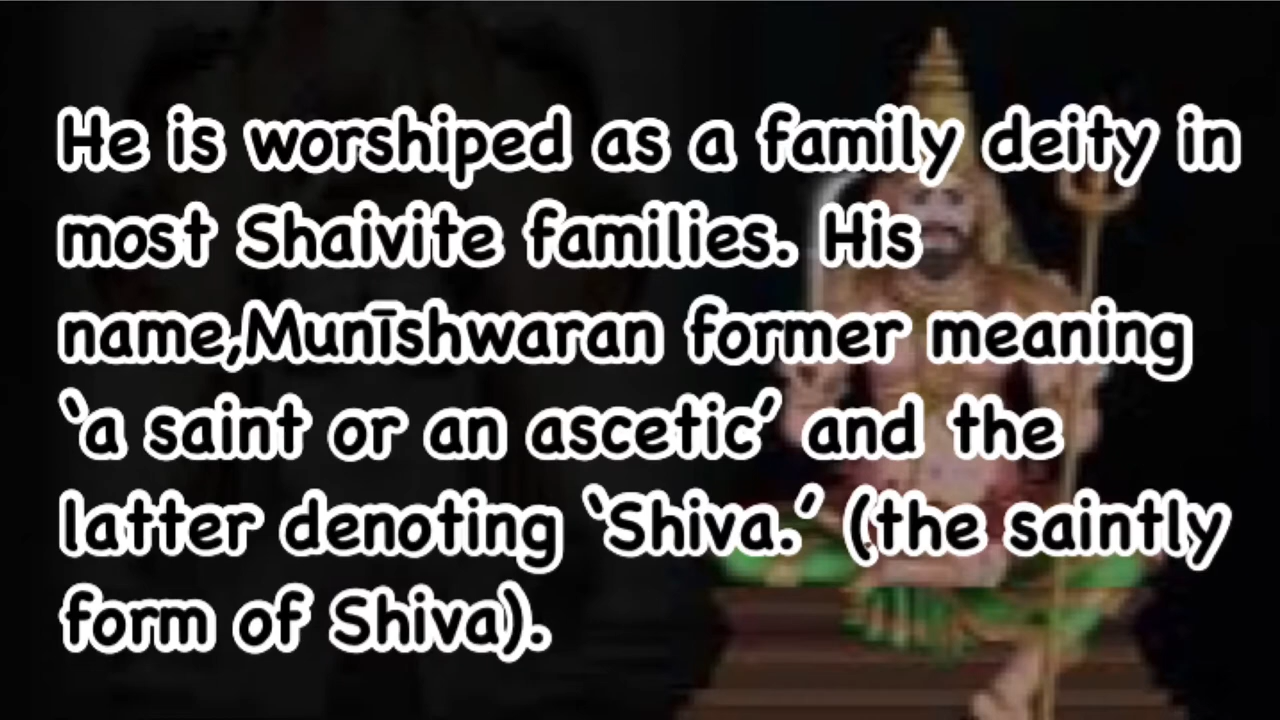 He is worshiped as a family deity in
most Shaivite families. His
name,Munīshwaran former meaning
‘a saint or an ascetic’ and the
latter denoting ‘Shiva.’ (the saintly
form of Shiva).